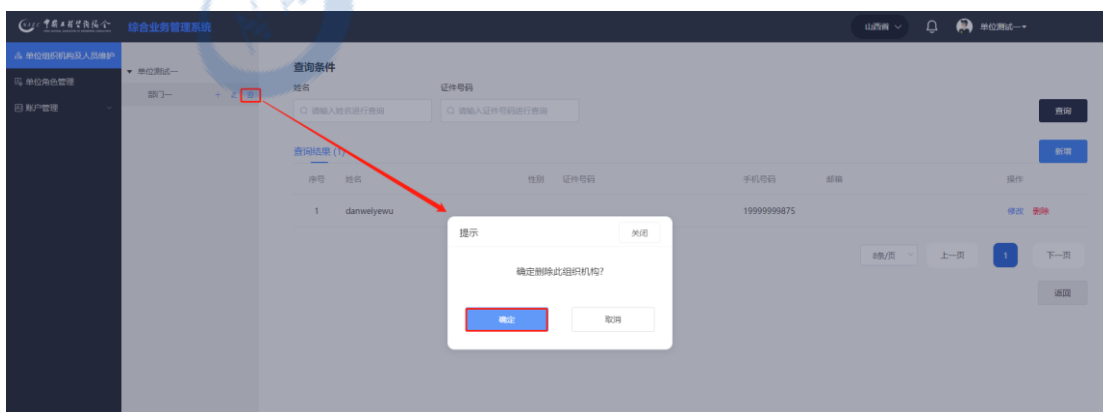 综合业务管理系统
山西省
单位测试一
单位组织机构及人员维护
单位角色管理
账户管理
单位测试一
部门一
查询条件
姓名
证件号码
请输入姓名进行查询
请输入证件号码进行查询
查询
查询结果 (1)
新增
序号 姓名 性别 证件号码 手机号码 邮编 操作
1 danweiyewu 19999999875 修改 删除
提示
关闭
确定删除此组织机构?
确定
取消
8条/页
上一页
1
下一页
返回